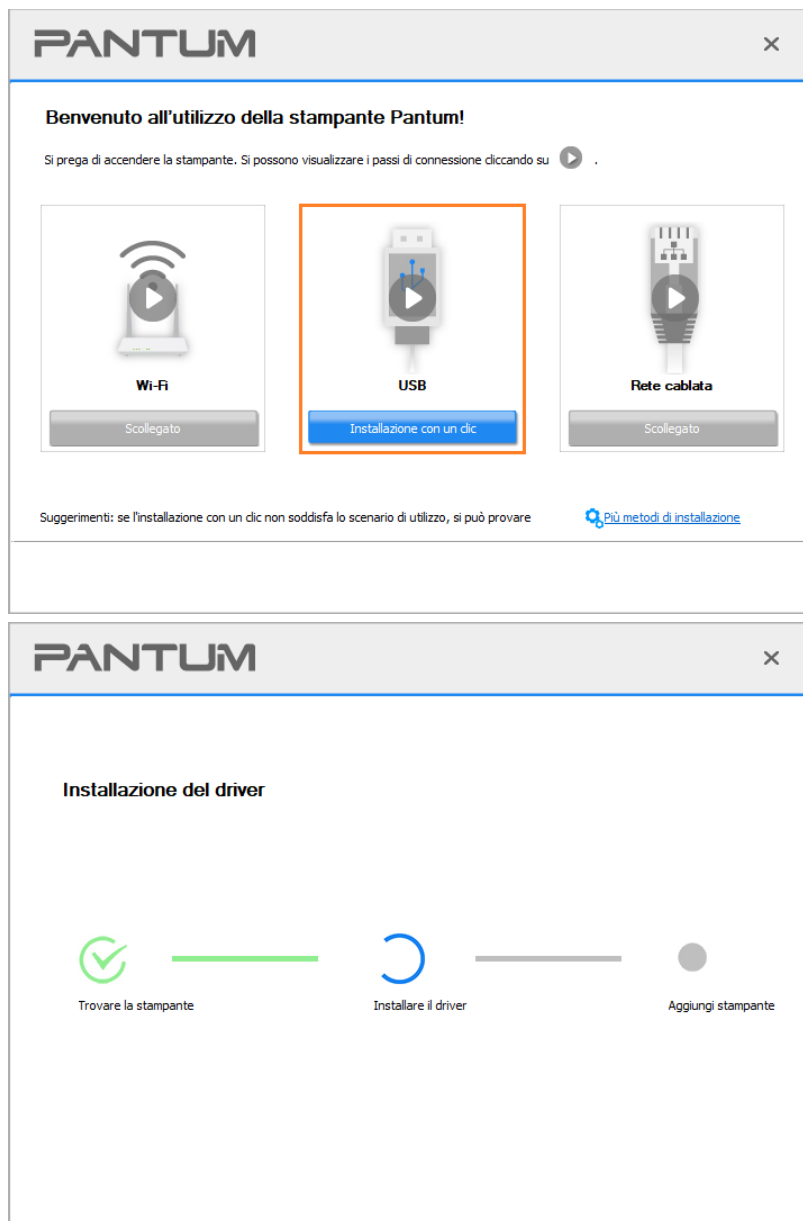 PANTUM
Benvenuto all'utilizzo della stampante Pantum!
Si prega di accendere la stampante. Si possono visualizzare i passi di connessione cliccando su .
Wi-Fi
USB
Rete cablata
Scollegato
Installazione con un clic
Scollegato
Suggerimenti: se l'installazione con un clic non soddisfa lo scenario di utilizzo, si può provare Più metodi di installazione
PANTUM
Installazione del driver
Trovare la stampante
Installare il driver
Aggiungi stampante